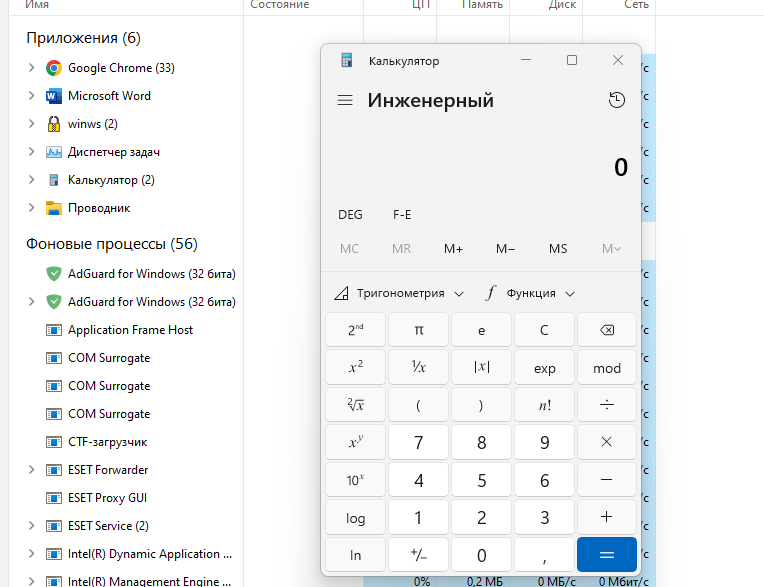 Имя Состояние ЦП Память Диск Сеть
Приложения (6)
Google Chrome (33)
Microsoft Word
winws (2)
Диспетчер задач
Калькулятор (2)
Проводник
Фоновые процессы (56)
AdGuard for Windows (32 бита)
AdGuard for Windows (32 бита)
Application Frame Host
COM Surrogate
COM Surrogate
COM Surrogate
CTF-загрузчик
ESET Forwarder
ESET Proxy GUI
ESET Service (2)
Intel(R) Dynamic Application ...
Intel(R) Management Engine ...
0% 0,2 МБ 0 МБ/с 0 Мбит/с
Калькулятор
Инженерный
0
DEG F-E
MC MR M+ M− MS M
Тригонометрия f Функция
2nd π e C
x² ¹/x |x| exp mod
²√x ( ) n! ÷
xʸ 7 8 9 ×
10ˣ 4 5 6 −
log 1 2 3 +
ln +/− 0 , =